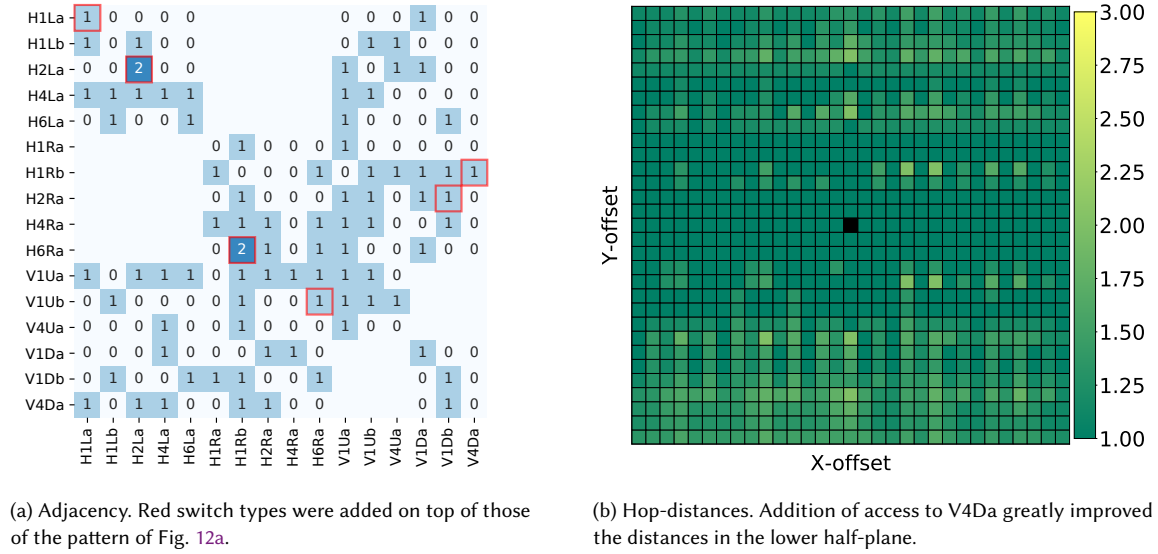 H1La 1 1 0 0 0 0 0 0 1 0 0
H1Lb 1 0 1 0 0 0 1 1 0 0 0
H2La 0 0 2 0 0 1 0 1 1 0 0
H4La 1 1 1 1 1 1 1 0 0 0 0
H6La 0 1 0 0 1 1 0 0 0 1 0
H1Ra 0 1 0 0 0 1 0 0 0 0 0
H1Rb 1 0 0 0 1 0 1 1 1 1 1
H2Ra 0 1 0 0 0 1 1 0 1 1 0
H4Ra 1 1 1 0 1 1 1 0 0 1 0
H6Ra 0 2 1 0 1 1 0 0 1 0 0
V1Ua 1 0 1 1 1 0 1 1 1 1 1 1 0
V1Ub 0 1 0 0 0 0 1 0 0 1 1 1 1
V4Ua 0 0 0 1 0 0 1 0 0 0 1 0 0
V1Da 0 0 0 1 0 0 0 1 1 0 1 0 0
V1Db 0 1 0 0 1 1 1 0 0 1 0 1 0
V4Da 1 0 1 1 0 0 1 1 0 0 0 1 0
H1La H1Lb H2La H4La H6La H1Ra H1Rb H2Ra H4Ra H6Ra V1Ua V1Ub V4Ua V1Da V1Db V4Da
(a) Adjacency. Red switch types were added on top of those
of the pattern of Fig. 12a.
Y-offset
X-offset
3.00
2.75
2.50
2.25
2.00
1.75
1.50
1.25
1.00
(b) Hop-distances. Addition of access to V4Da greatly improved
the distances in the lower half-plane.